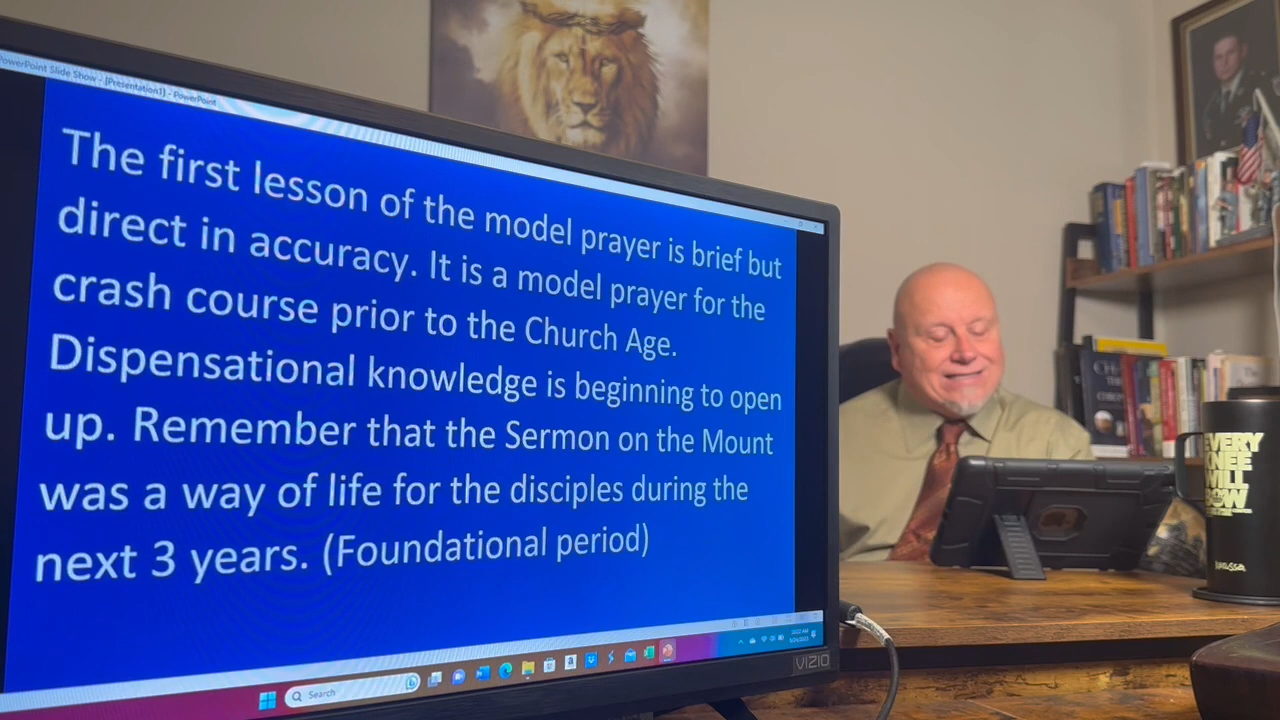 PowerPoint Slide Show - [Presentation1] - PowerPoint
The first lesson of the model prayer is brief but
direct in accuracy. It is a model prayer for the
crash course prior to the Church Age.
Dispensational knowledge is beginning to open
up. Remember that the Sermon on the Mount
was a way of life for the disciples during the
next 3 years. (Foundational period)
Search
VIZIO
EVERY
KNEE
WILL
BOW